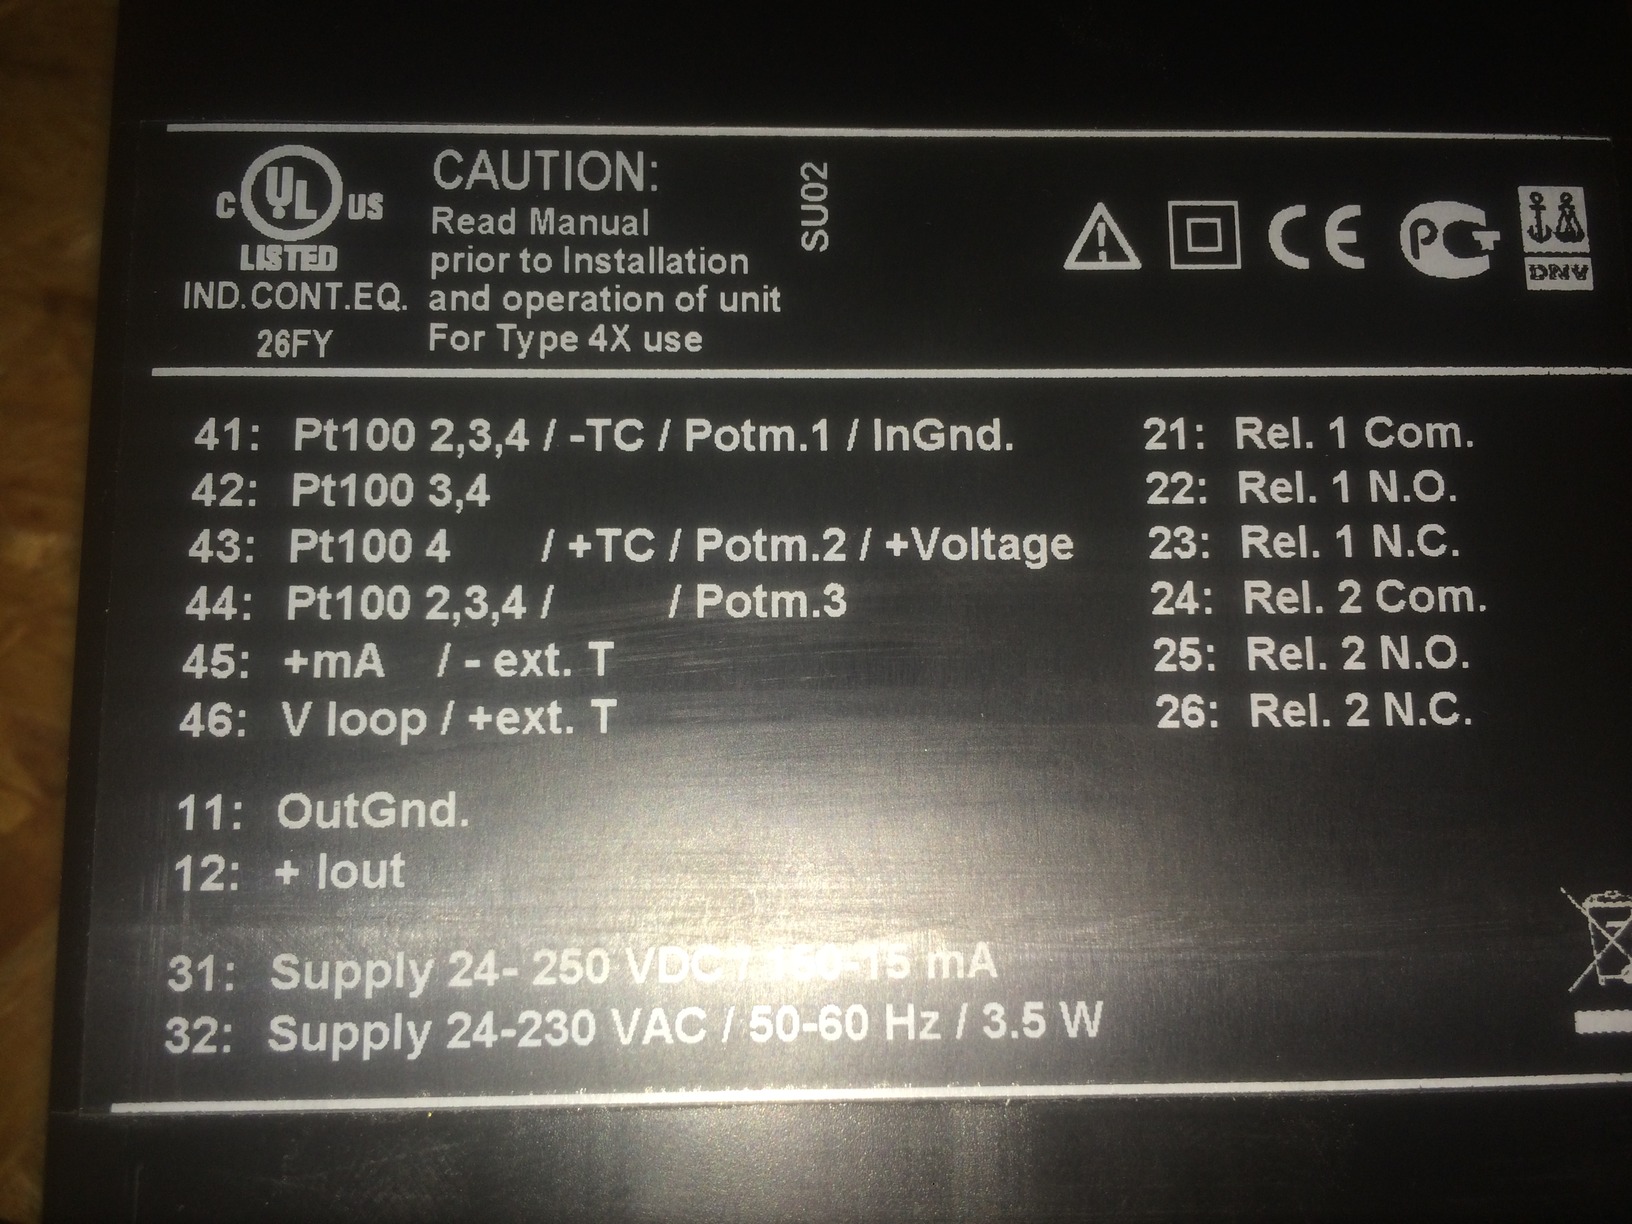 C UL US
LISTED
IND.CONT.EQ.
26FY
CAUTION:
Read Manual
prior to Installation
and operation of unit
For Type 4X use
SU02
CE
PG
DNV
41: Pt100 2,3,4 / -TC / Potm.1 / InGnd.
42: Pt100 3,4
43: Pt100 4 / +TC / Potm.2 / +Voltage
44: Pt100 2,3,4 / / Potm.3
45: +mA / - ext. T
46: V loop / +ext. T
21: Rel. 1 Com.
22: Rel. 1 N.O.
23: Rel. 1 N.C.
24: Rel. 2 Com.
25: Rel. 2 N.O.
26: Rel. 2 N.C.
11: OutGnd.
12: + Iout
31: Supply 24- 250 VDC / 150-15 mA
32: Supply 24-230 VAC / 50-60 Hz / 3.5 W